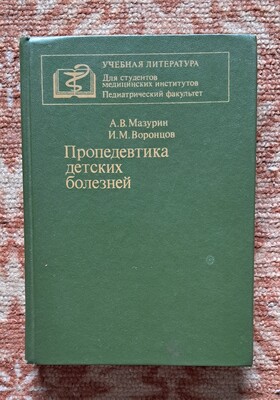 УЧЕБНАЯ ЛИТЕРАТУРА
Для студентов
медицинских институтов
Педиатрический факультет
А.В.Мазурин
И.М.Воронцов
Пропедевтика
детских
болезней